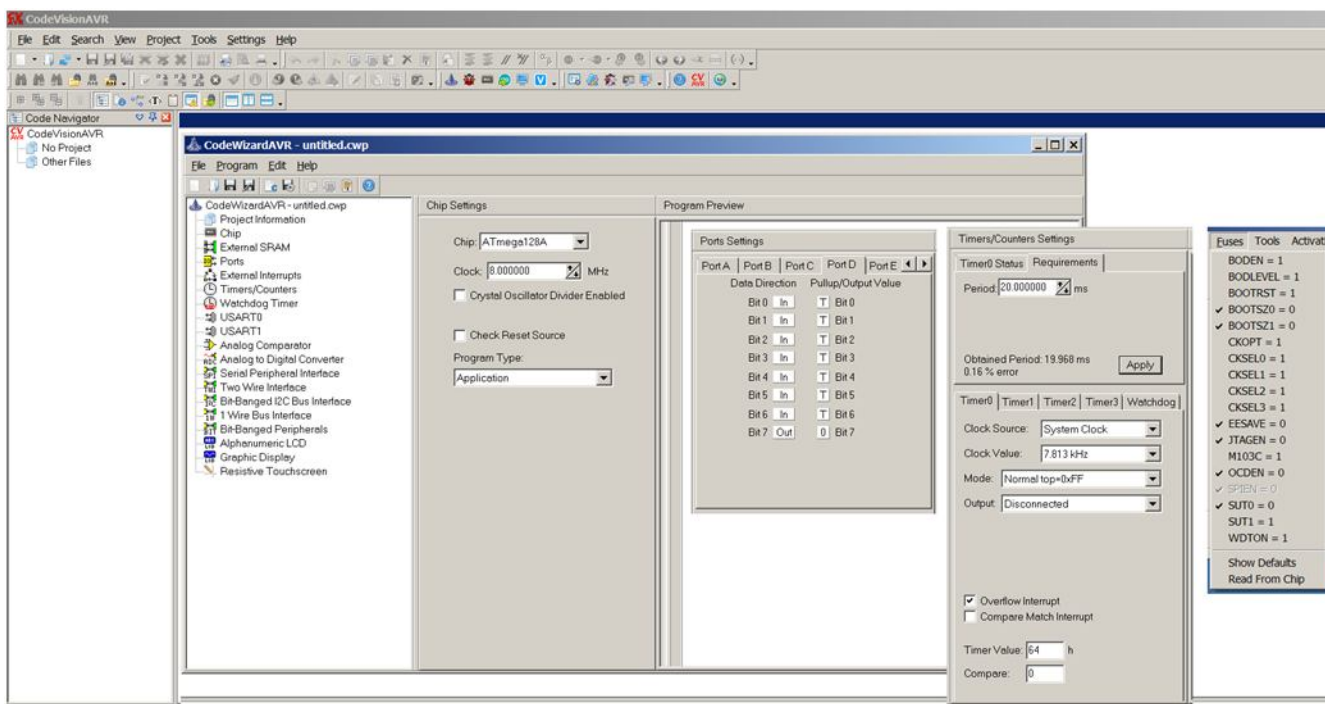 CodeVisionAVR
File Edit Search View Project Tools Settings Help
Code Navigator
CodeVisionAVR
No Project
Other Files
CodeWizardAVR - untitled.cwp
File Program Edit Help
CodeWizardAVR - untitled.cwp
Project Information
Chip
External SRAM
Ports
External Interrupts
Timers/Counters
Watchdog Timer
USART0
USART1
Analog Comparator
Analog to Digital Converter
Serial Peripheral Interface
Two Wire Interface
Bit-Banged I2C Bus Interface
1 Wire Bus Interface
Bit-Banged Peripherals
Alphanumeric LCD
Graphic Display
Resistive Touchscreen
Chip Settings
Chip: ATmega128A
Clock: 8.000000 MHz
Crystal Oscillator Divider Enabled
Check Reset Source
Program Type:
Application
Program Preview
Ports Settings
Port A Port B Port C Port D Port E
Data Direction Pullup/Output Value
Bit 0 In T Bit 0
Bit 1 In T Bit 1
Bit 2 In T Bit 2
Bit 3 In T Bit 3
Bit 4 In T Bit 4
Bit 5 In T Bit 5
Bit 6 In T Bit 6
Bit 7 Out 0 Bit 7
Timers/Counters Settings
Timer0 Status Requirements
Period: 20.000000 ms
Obtained Period: 19.968 ms
0.16 % error
Apply
Timer0 Timer1 Timer2 Timer3 Watchdog
Clock Source: System Clock
Clock Value: 7.813 kHz
Mode: Normal top=0xFF
Output: Disconnected
Overflow Interrupt
Compare Match Interrupt
Timer Value: 64 h
Compare: 0
Fuses Tools Activat
BODEN = 1
BODLEVEL = 1
BOOTRST = 1
BOOTSZ0 = 0
BOOTSZ1 = 0
CKOPT = 1
CKSEL0 = 1
CKSEL1 = 1
CKSEL2 = 1
CKSEL3 = 1
EESAVE = 0
JTAGEN = 0
M103C = 1
OCDEN = 0
SPIEN = 0
SUT0 = 0
SUT1 = 1
WDTON = 1
Show Defaults
Read From Chip